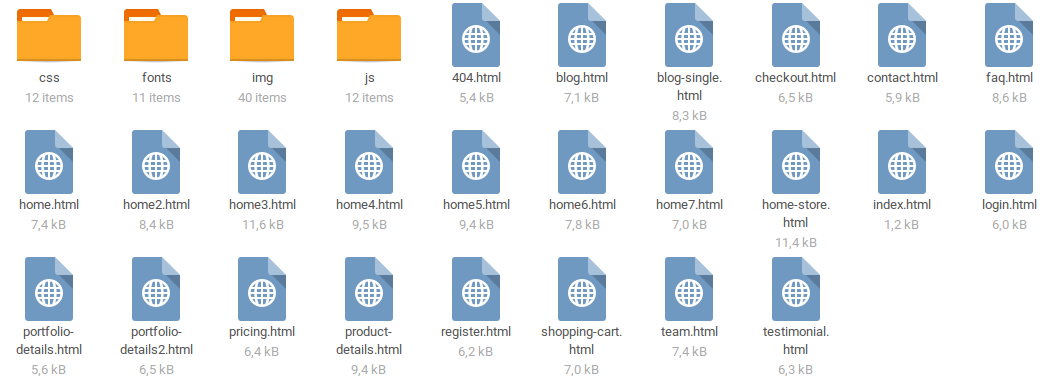 css
12 items
fonts
11 items
img
40 items
js
12 items
404.html
5,4 kB
blog.html
7,1 kB
blog-single.
html
8,3 kB
checkout.html
6,5 kB
contact.html
5,9 kB
faq.html
8,6 kB
home.html
7,4 kB
home2.html
8,4 kB
home3.html
11,6 kB
home4.html
9,5 kB
home5.html
9,4 kB
home6.html
7,8 kB
home7.html
7,0 kB
home-store.
html
11,4 kB
index.html
1,2 kB
login.html
6,0 kB
portfolio-
details.html
5,6 kB
portfolio-
details2.html
6,5 kB
pricing.html
6,4 kB
product-
details.html
9,4 kB
register.html
6,2 kB
shopping-cart.
html
7,0 kB
team.html
7,4 kB
testimonial.
html
6,3 kB